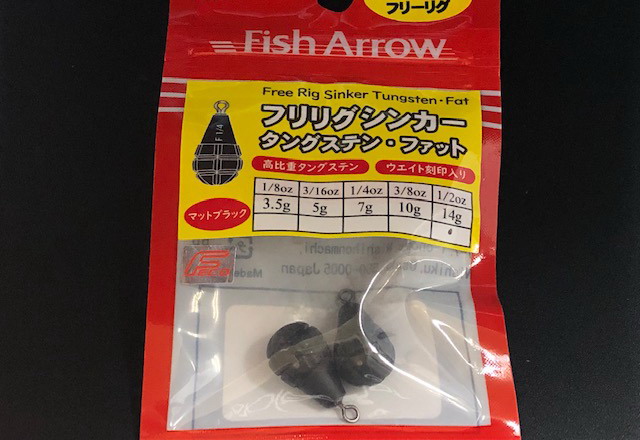 フリーリグ
Fish Arrow
Free Rig Sinker Tungsten・Fat
フリリグシンカー
タングステン・ファット
F 1/4
高比重タングステン
ウエイト刻印入り
マットブラック
1/8oz 3/16oz 1/4oz 3/8oz 1/2oz
3.5g 5g 7g 10g 14g